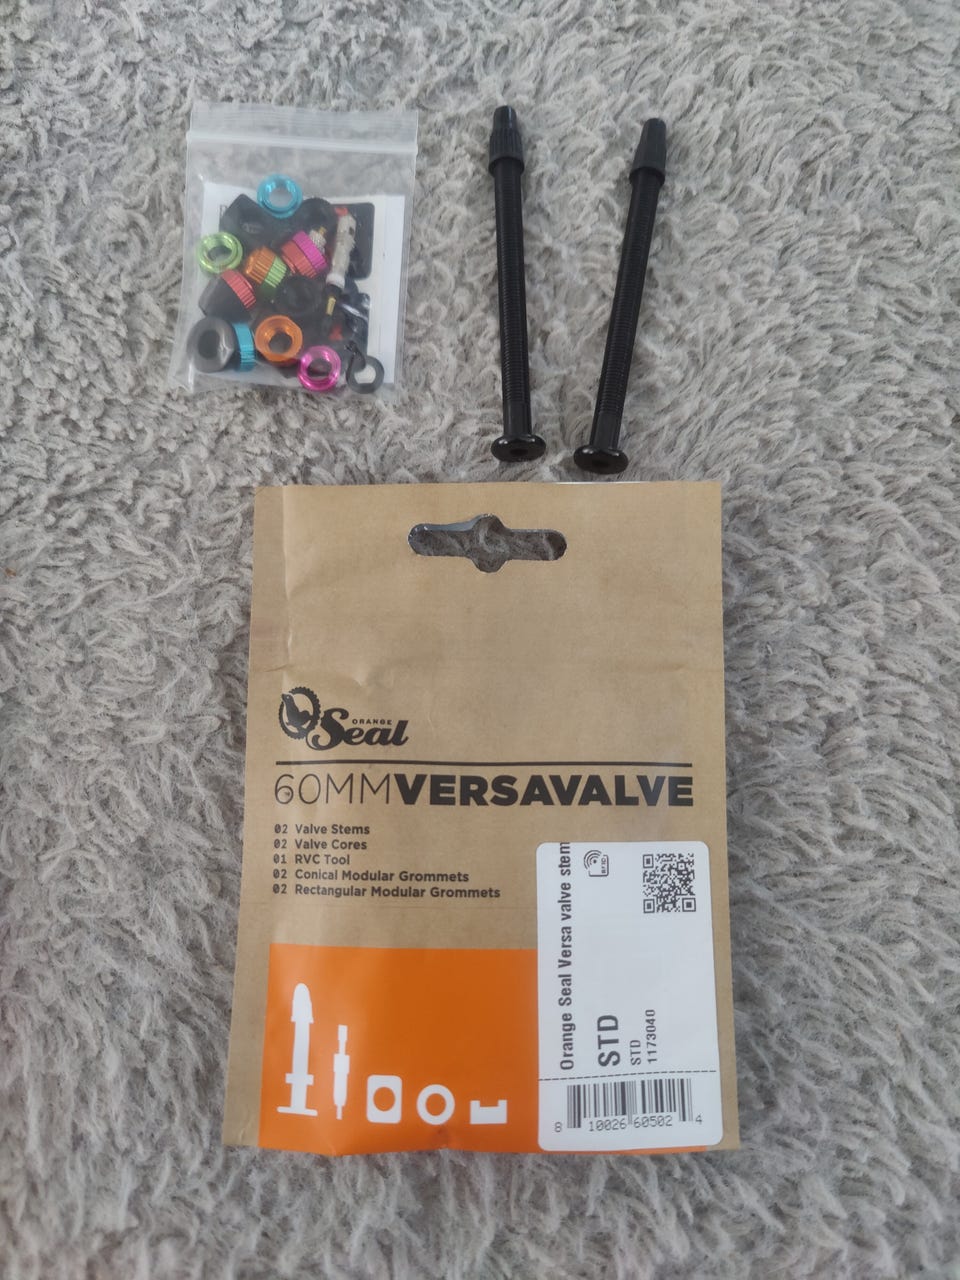 ORANGE
Seal
60MMVERSAVALVE
02 Valve Stems
02 Valve Cores
01 RVC Tool
02 Conical Modular Grommets
02 Rectangular Modular Grommets
Orange Seal Versa valve stem
STD
STD
1173040
RFID
8 10026 60502 4